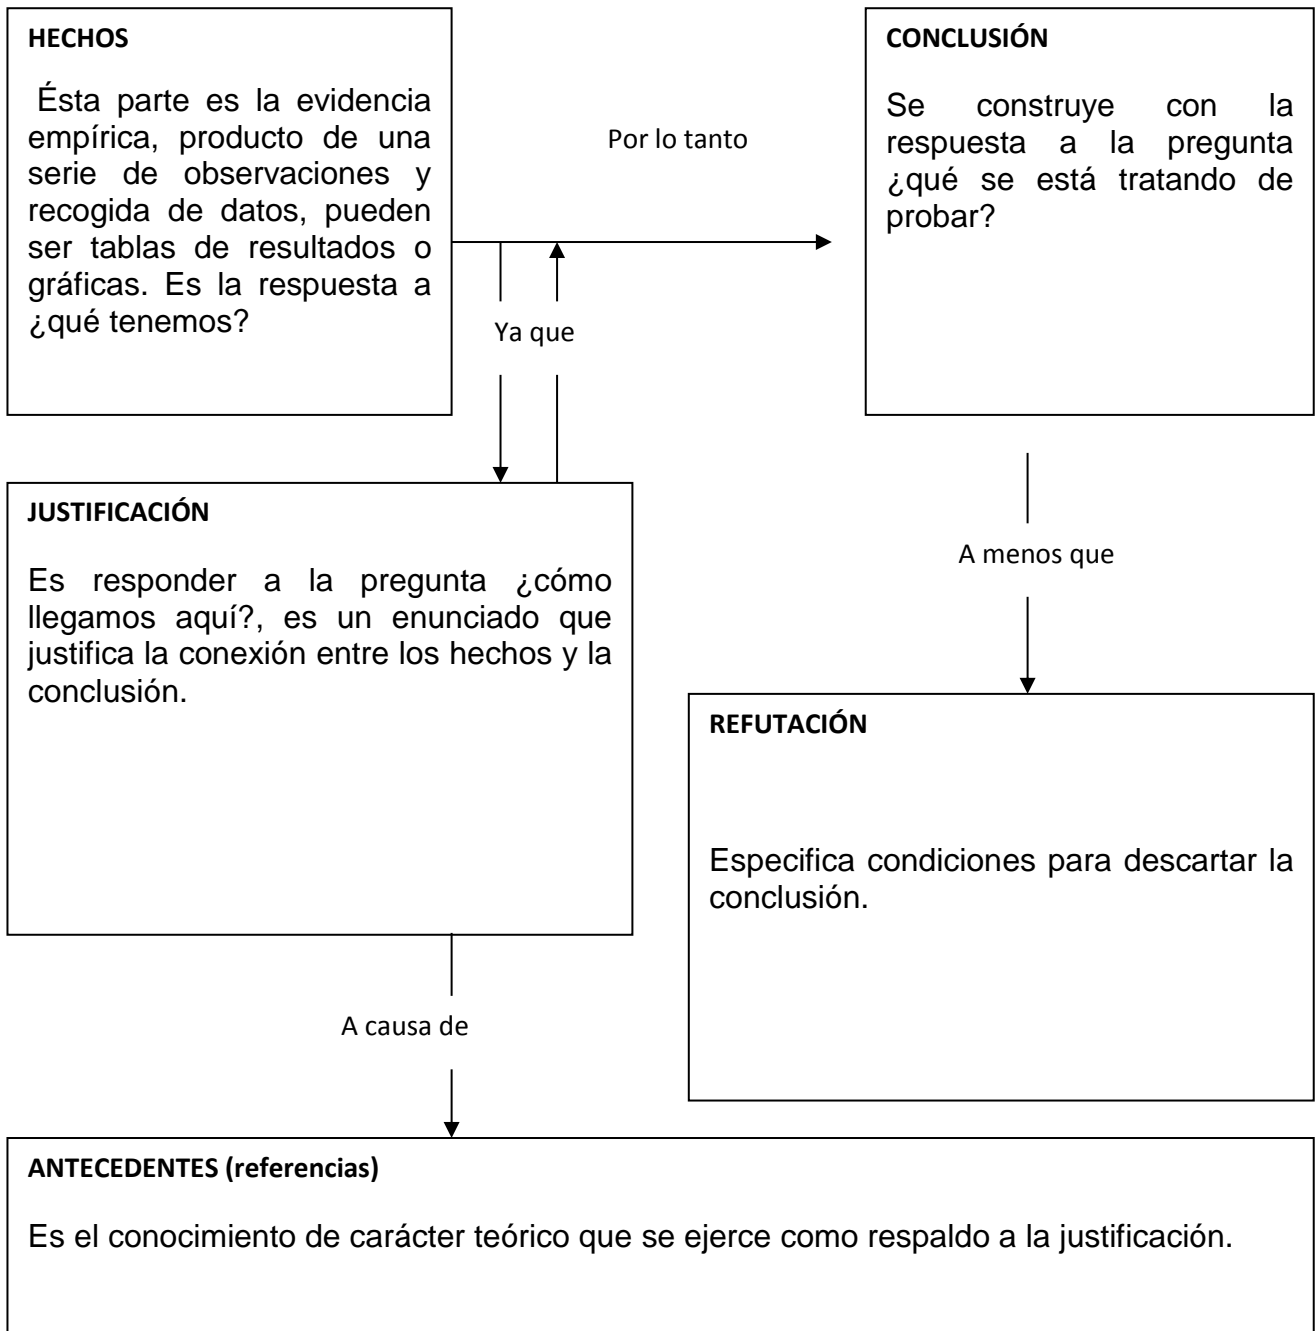 HECHOS
Ésta parte es la evidencia
empírica, producto de una
serie de observaciones y
recogida de datos, pueden
ser tablas de resultados o
gráficas. Es la respuesta a
¿qué tenemos?
Por lo tanto
CONCLUSIÓN
Se construye con la
respuesta a la pregunta
¿qué se está tratando de
probar?
Ya que
JUSTIFICACIÓN
Es responder a la pregunta ¿cómo
llegamos aquí?, es un enunciado que
justifica la conexión entre los hechos y la
conclusión.
A menos que
REFUTACIÓN
Especifica condiciones para descartar la
conclusión.
A causa de
ANTECEDENTES (referencias)
Es el conocimiento de carácter teórico que se ejerce como respaldo a la justificación.